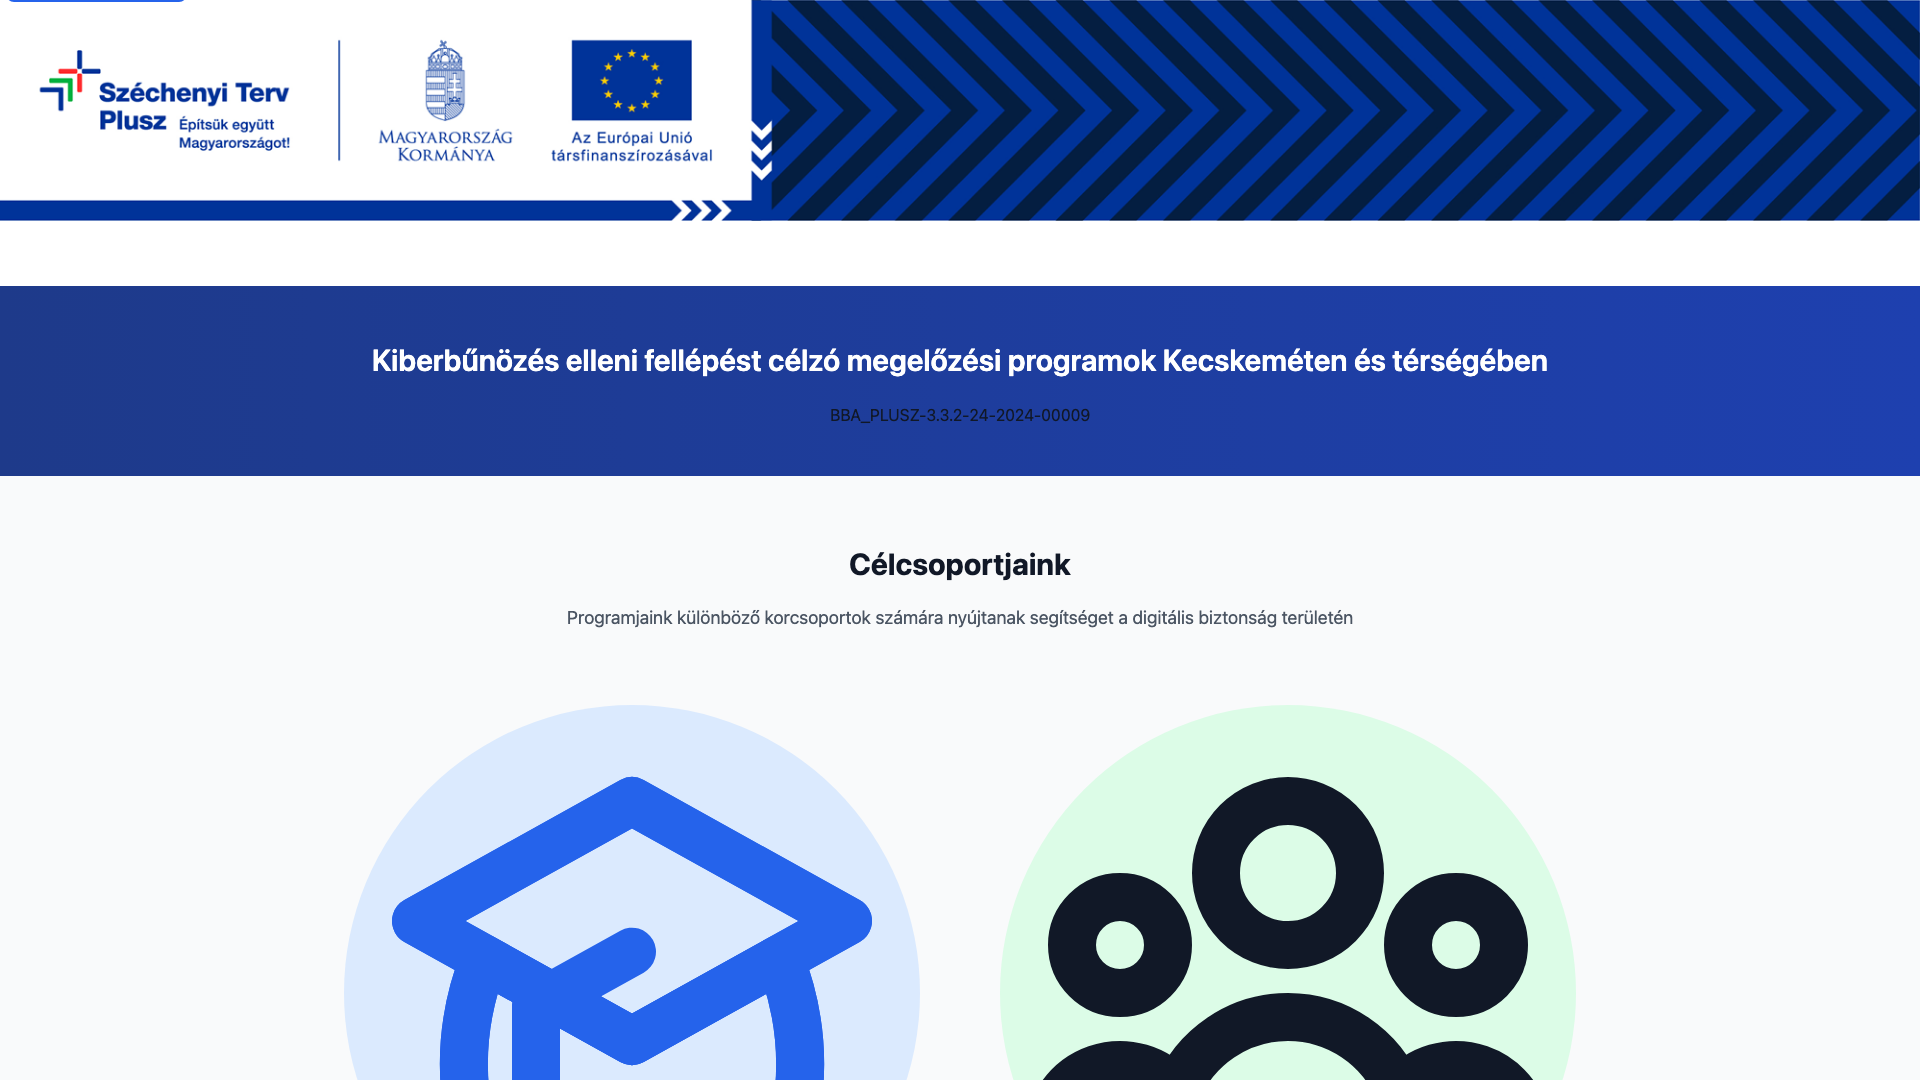 Széchenyi Terv
Plusz
Építsük együtt
Magyarországot!
MAGYARORSZÁG
KORMÁNYA
Az Európai Unió
társfinanszírozásával
Kiberbűnözés elleni fellépést célzó megelőzési programok Kecskeméten és térségében
BBA_PLUSZ-3.3.2-24-2024-00009
Célcsoportjaink
Programjaink különböző korcsoportok számára nyújtanak segítséget a digitális biztonság területén